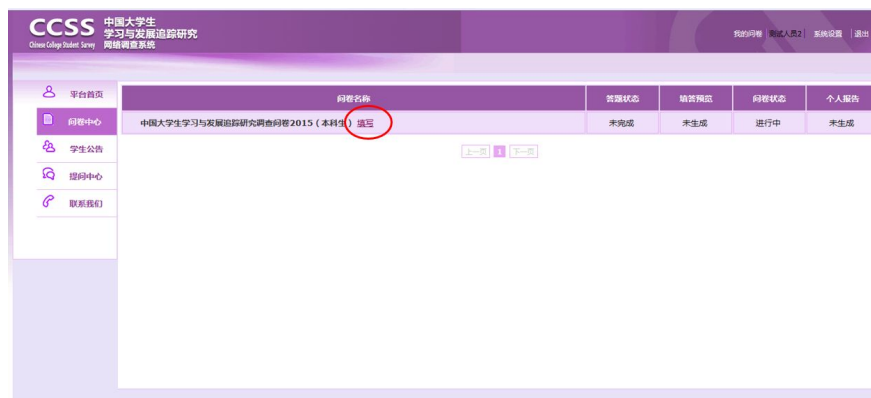 CCSS 中国大学生
学习与发展追踪研究
Chinese College Student Survey 网络调查系统
我的问卷 测试人员2 | 系统设置 | 退出
平台首页
问卷中心
学生公告
提问中心
联系我们
问卷名称 答题状态 填答预览 问卷状态 个人报告
中国大学生学习与发展追踪研究调查问卷2015（本科生）填写 未完成 未生成 进行中 未生成
上一页 1 下一页